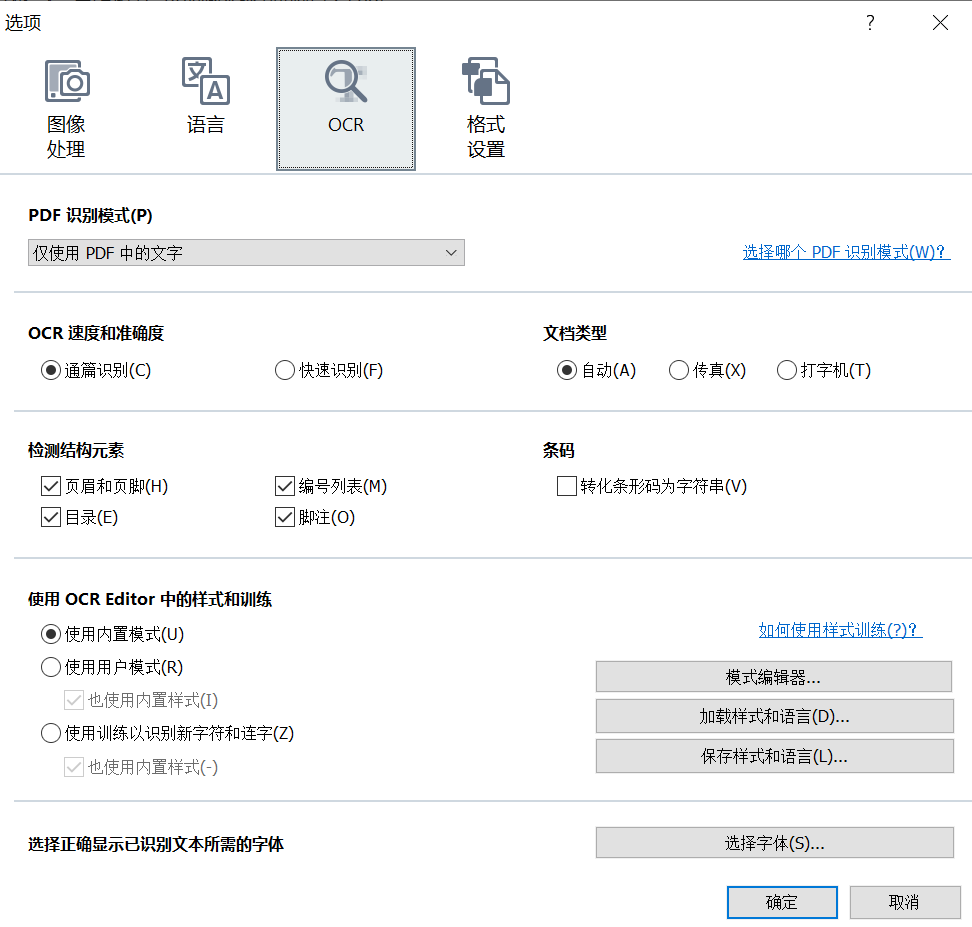 选项
?
图像
处理
语言
OCR
格式
设置
PDF 识别模式(P)
仅使用 PDF 中的文字
选择哪个 PDF 识别模式(W)?
OCR 速度和准确度
文档类型
通篇识别(C)
快速识别(F)
自动(A)
传真(X)
打字机(T)
检测结构元素
条码
页眉和页脚(H)
编号列表(M)
转化条形码为字符串(V)
目录(E)
脚注(O)
使用 OCR Editor 中的样式和训练
使用内置模式(U)
如何使用样式训练(?)?
使用用户模式(R)
模式编辑器...
也使用内置样式(I)
加载样式和语言(D)...
使用训练以识别新字符和连字(Z)
保存样式和语言(L)...
也使用内置样式(-)
选择正确显示已识别文本所需的字体
选择字体(S)...
确定
取消